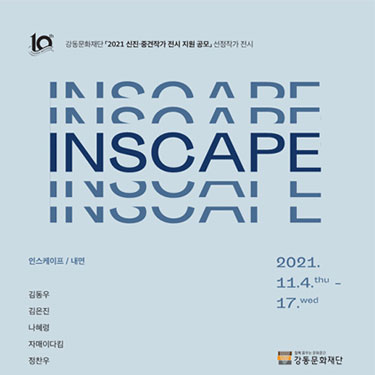 10th
강동문화재단 「2021 신진·중견작가 전시 지원 공모」 선정작가 전시
INSCAPE
INSCAPE
INSCAPE
INSCAPE
INSCAPE
인스케이프 / 내면
2021.
11.4.thu -
17.wed
김동우
김은진
나혜령
자매이다킴
정찬우
강동문화재단